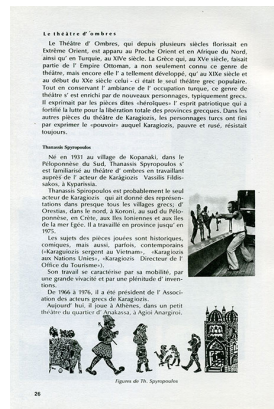 Le théâtre d'ombres
Le Théâtre d' Ombres, qui depuis plusieurs siècles florissait en
Extrême Orient, est apparu au Proche Orient et en Afrique du Nord,
ainsi qu' en Turquie, au XIVe siècle. La Grèce qui, au XVe siècle, faisait
partie de l' Empire Ottoman, a non seulement connu ce genre de
théâtre, mais encore elle l' a tellement développé, qu' au XIXe siècle et
au début du XXe siècle celui - ci était le seul théâtre grec populaire.
Tout en conservant l' ambiance de l' occupation turque, ce genre de
théâtre s' est enrichi par de nouveaux personnages, typiquement grecs.
Il exprimait par les pièces dites «héroïques» l' esprit patriotique qui a
fortifié la lutte pour la libération totale des provinces grecques. Dans les
autres pièces du théâtre de Karagiozis, les personnages turcs ont fini
par exprimer le «pouvoir» auquel Karagiozis, pauvre et rusé, résistait
toujours.
Thanassis Spyropoulos
Né en 1931 au village de Kopanaki, dans le
Péloponnèse du Sud, Thanassis Spyropoulos s'
est familiarisé au théâtre d' ombres en travaillant
auprès de l' acteur de Karagiozis Vassilis Fildis-
sakos, à Kyparissia.
Thanassis Spiropoulos est probablement le seul
acteur de Karagiozis qui ait donné des représen-
tations dans presque tous les villages grecs; d'
Orestias, dans le nord, à Koroni, au sud du Pélo-
ponnèse, en Crète, aux îles Ioniennes et aux îles
de la mer Egée. Il a travaillé en province jusqu' en
1975.
Les sujets des pièces jouées sont historiques,
comiques, mais aussi, parfois, contemporains
(«Karaguiozis sergent au Vietnam», «Karagiozis
aux Nations Unies», «Karagiozis Directeur de l'
Office du Tourisme»).
Son travail se caractérise par sa mobilité, par
une grande vivacité et par une plénitude d' inven-
tions.
De 1966 à 1976, il a été président de l' Associ-
ation des acteurs grecs de Karagiozis.
Aujourd' hui, il joue à Athènes, dans un petit
théâtre du quartier d' Anakassa, à Agioi Anargiroi.
Figures de Th. Spyropoulos
26